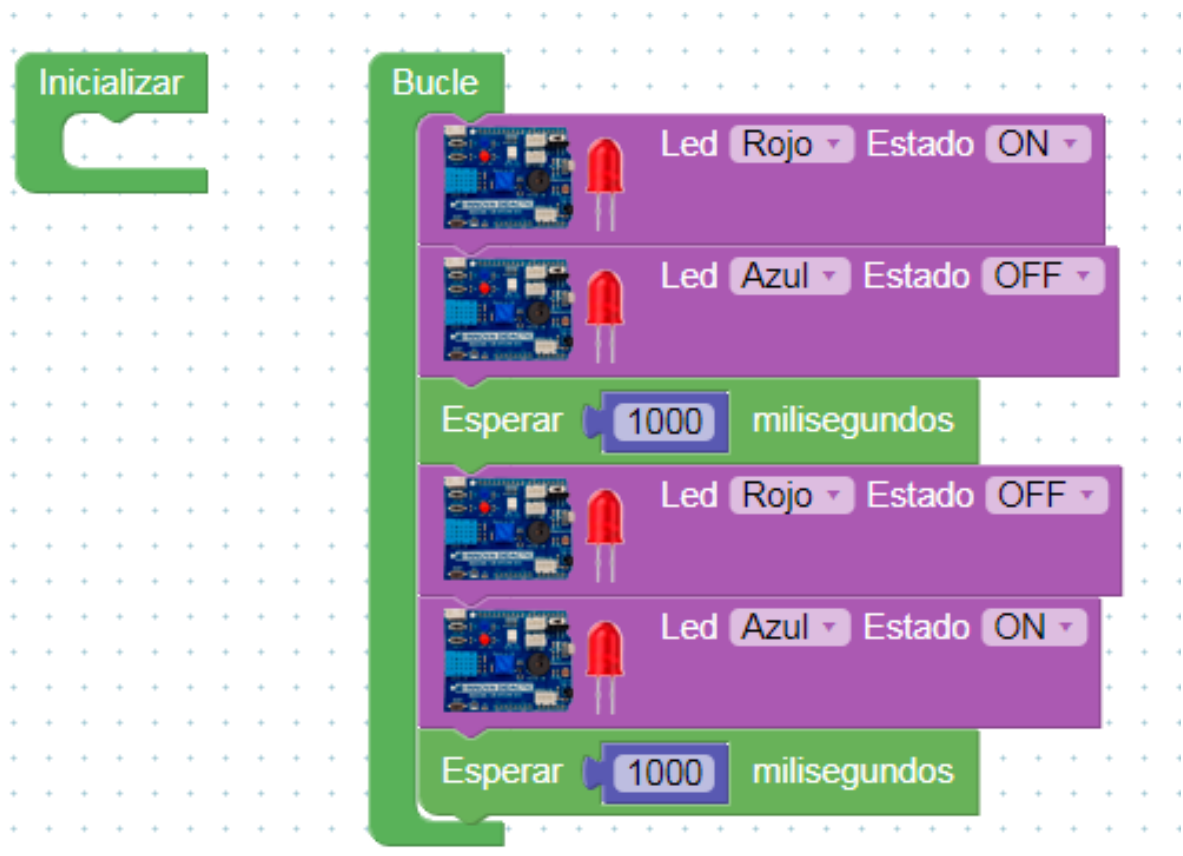 Inicializar
Bucle
Led Rojo Estado ON
Led Azul Estado OFF
Esperar 1000 milisegundos
Led Rojo Estado OFF
Led Azul Estado ON
Esperar 1000 milisegundos